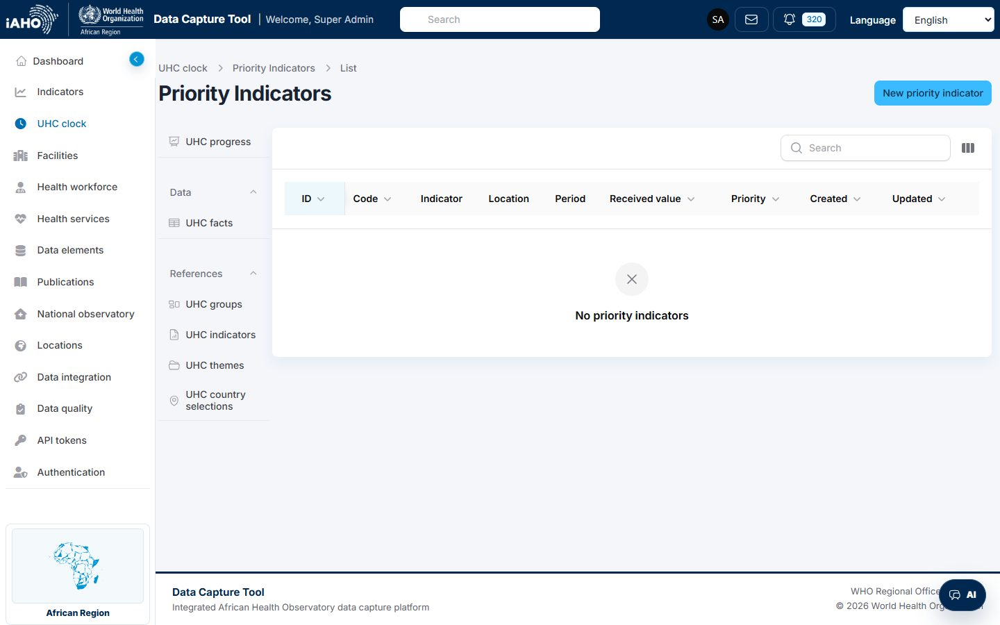 iAHO
World Health
Organization
African Region
Data Capture Tool
Welcome, Super Admin
Search
SA
320
Language
English
Dashboard
Indicators
UHC clock
Facilities
Health workforce
Health services
Data elements
Publications
National observatory
Locations
Data integration
Data quality
API tokens
Authentication
African Region
UHC clock
Priority Indicators
List
Priority Indicators
New priority indicator
UHC progress
Data
UHC facts
References
UHC groups
UHC indicators
UHC themes
UHC country
selections
Search
ID
Code
Indicator
Location
Period
Received value
Priority
Created
Updated
No priority indicators
Data Capture Tool
Integrated African Health Observatory data capture platform
WHO Regional Office
© 2026 World Health
AI